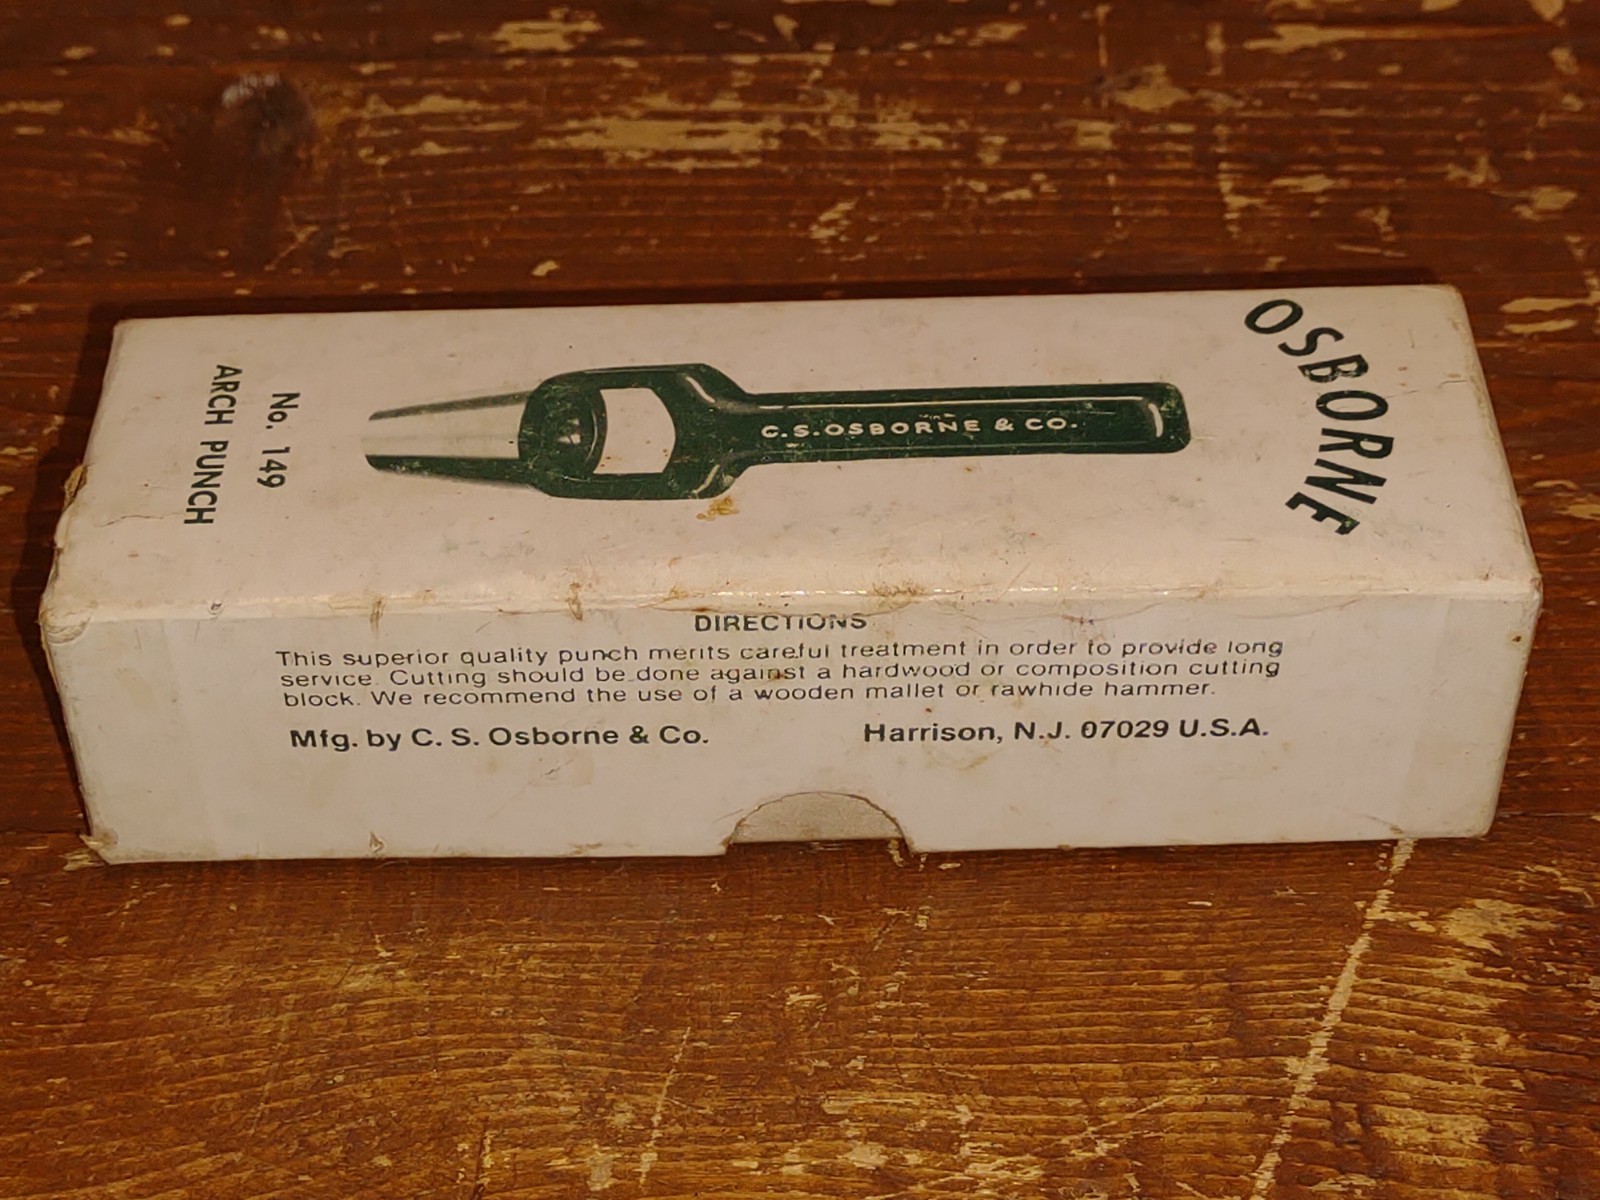 OSBORNE
C.S.OSBORNE & CO.
No. 149
ARCH PUNCH
DIRECTIONS
This superior quality punch merits careful treatment in order to provide long
service. Cutting should be done against a hardwood or composition cutting
block. We recommend the use of a wooden mallet or rawhide hammer.
Mfg. by C. S. Osborne & Co. Harrison, N.J. 07029 U.S.A.